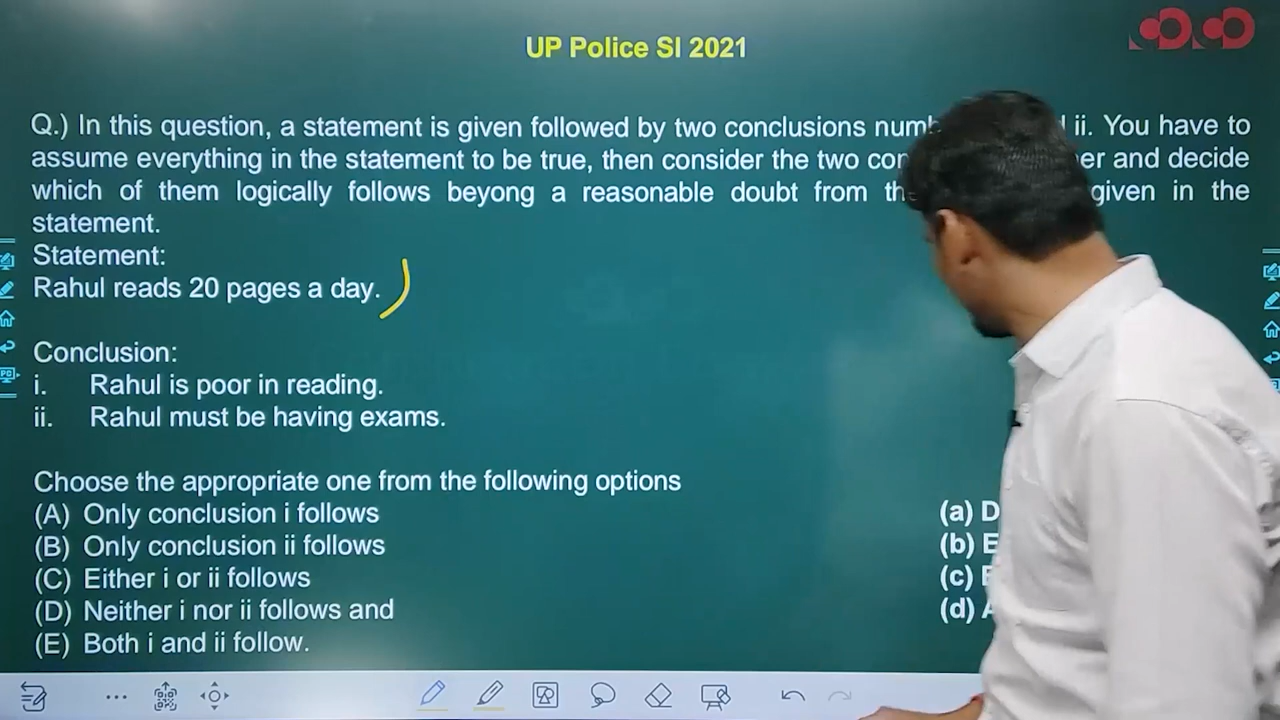 UP Police SI 2021
Q.) In this question, a statement is given followed by two conclusions ii. You have to
assume everything in the statement to be true, then consider the two and decide
which of them logically follows beyong a reasonable doubt from given in the
statement.
Statement:
Rahul reads 20 pages a day.
Conclusion:
i. Rahul is poor in reading.
ii. Rahul must be having exams.
Choose the appropriate one from the following options
(A) Only conclusion i follows
(B) Only conclusion ii follows
(C) Either i or ii follows
(D) Neither i nor ii follows and
(E) Both i and ii follow.
(a) D
(b) E
(c)
(d)